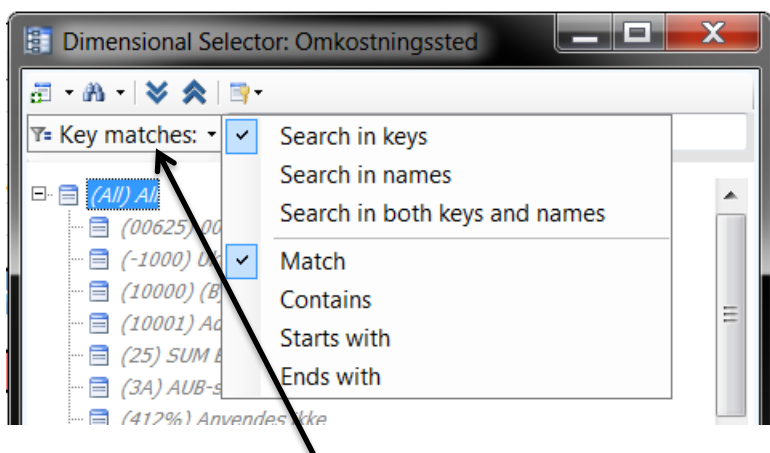 Dimensional Selector: Omkostningssted
Key matches:
Search in keys
Search in names
Search in both keys and names
Match
Contains
Starts with
Ends with
(All) All
(00625) 00
(-1000)
(10000) (B
(10001)
(25) SUM
(3A) AUB-s
(412%) Anvendes ikke